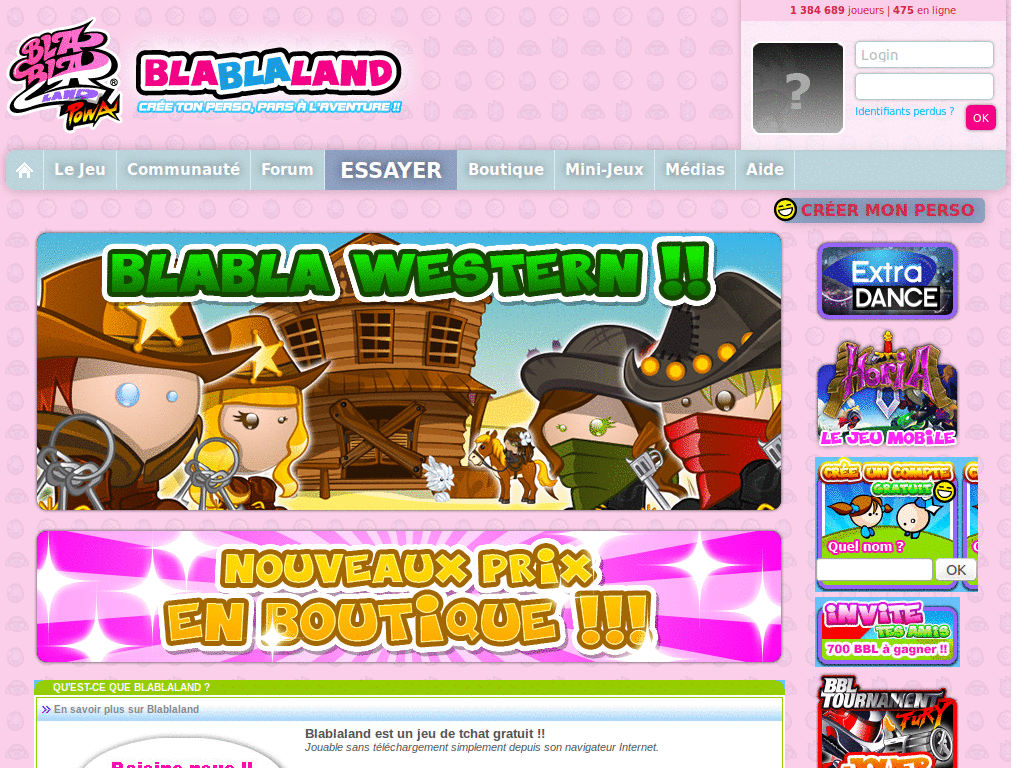 1 384 689 joueurs | 475 en ligne
BLA
BLA
LAND
POWA
®
BLABLALAND
CRÉE TON PERSO, PARS À L'AVENTURE !!
?
Login
Identifiants perdus ?
OK
Le Jeu
Communauté
Forum
ESSAYER
Boutique
Mini-Jeux
Médias
Aide
CRÉER MON PERSO
BLABLA WESTERN !!
Extra
DANCE
HORIA
LE JEU MOBILE
CRÉE UN COMPTE
GRATUIT
Quel nom ?
OK
NOUVEAUX PRIX
EN BOUTIQUE !!!
INVITE
TES AMIS
700 BBL à gagner !!
BBL
TOURNAMENT
FURY
JOUER
QU'EST-CE QUE BLABLALAND ?
En savoir plus sur Blablaland
Blablaland est un jeu de tchat gratuit !!
Jouable sans téléchargement simplement depuis son navigateur Internet.